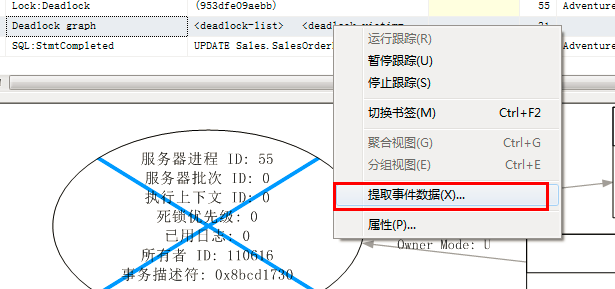 Lock:Deadlock (953dfe09aebb) 55 Adventure
Deadlock graph <deadlock-list> <deadlock-victim
SQL:StmtCompleted UPDATE Sales.SalesOrder 55 Adventure
运行跟踪(R)
暂停跟踪(U)
停止跟踪(S)
切换书签(M) Ctrl+F2
聚合视图(G) Ctrl+G
分组视图(E) Ctrl+E
提取事件数据(X)...
属性(P)...
服务器进程 ID: 55
服务器批次 ID: 0
执行上下文 ID: 0
死锁优先级: 0
已用日志: 0
所有者 ID: 110616
事务描述符: 0x8bcd1730
Owner Mode: U